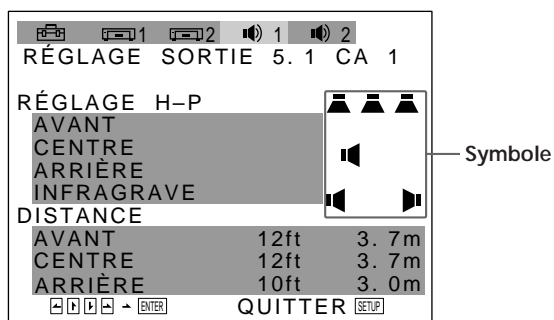 1 2 1 2
RÉGLAGE SORTIE 5. 1 CA 1
RÉGLAGE H–P
AVANT
CENTRE
ARRIÈRE
INFRAGRAVE
Symbole
DISTANCE
AVANT 12ft 3. 7m
CENTRE 12ft 3. 7m
ARRIÈRE 10ft 3. 0m
ENTER QUITTER SETUP